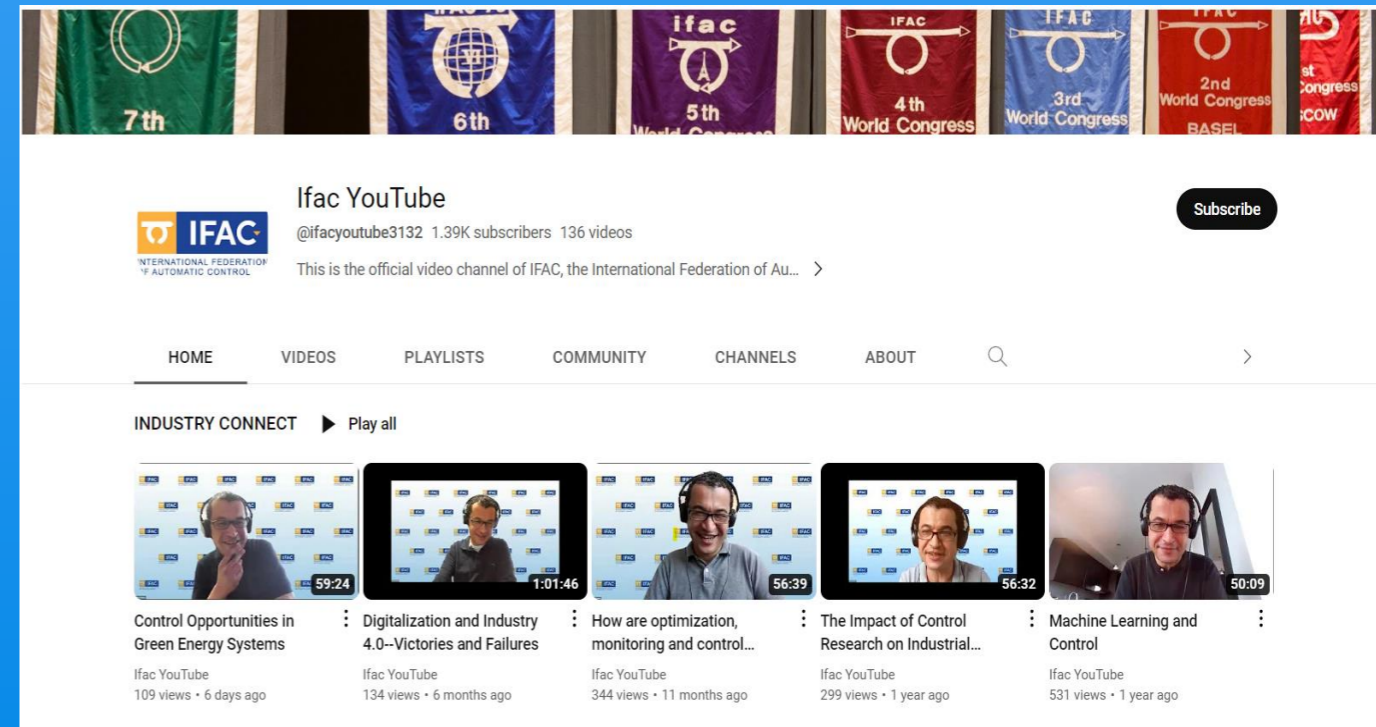 7th
6th
ifac
5th
World Congress
IFAC
4th
World Congress
IFAC
3rd
World Congress
2nd
World Congress
BASEL
st
Congress
Ifac YouTube
@ifacyoutube3132 1.39K subscribers 136 videos
This is the official video channel of IFAC, the International Federation of Au...
IFAC
INTERNATIONAL FEDERATION
OF AUTOMATIC CONTROL
Subscribe
HOME VIDEOS PLAYLISTS COMMUNITY CHANNELS ABOUT
INDUSTRY CONNECT Play all
59:24 1:01:46 56:39 56:32 50:09
Control Opportunities in
Green Energy Systems
Ifac YouTube
109 views • 6 days ago
Digitalization and Industry
4.0--Victories and Failures
Ifac YouTube
134 views • 6 months ago
How are optimization,
monitoring and control...
Ifac YouTube
344 views • 11 months ago
The Impact of Control
Research on Industrial...
Ifac YouTube
299 views • 1 year ago
Machine Learning and
Control
Ifac YouTube
531 views • 1 year ago